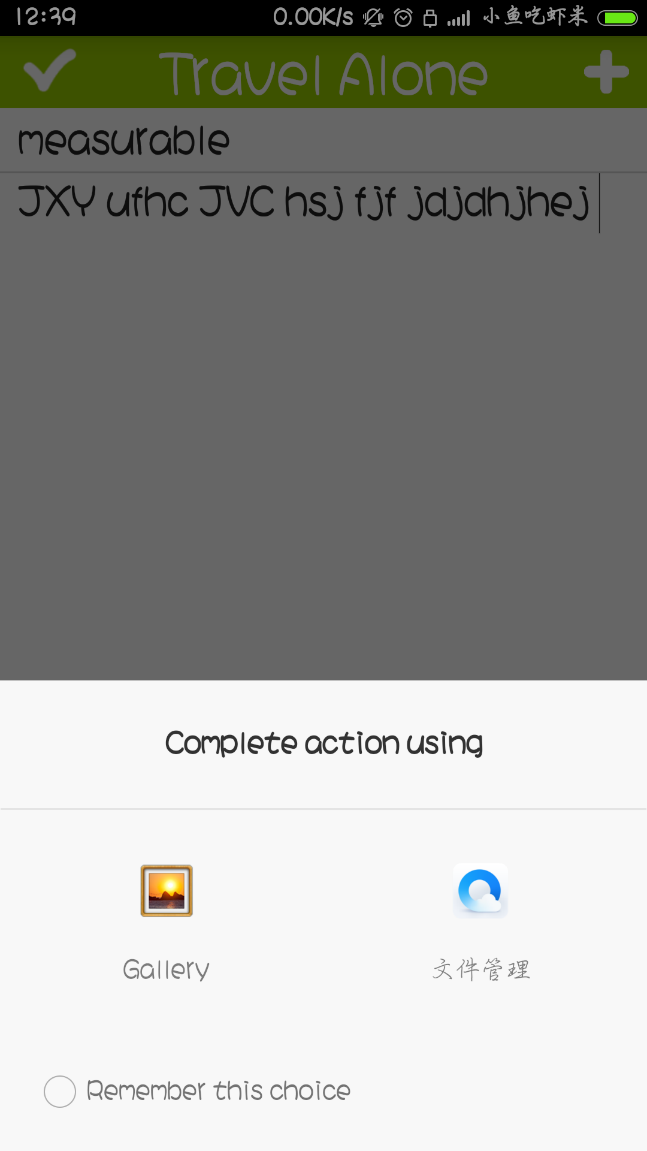 12:39 0.00K/s 小鱼吃虾米
Travel Alone
measurable
JXY ufhc JVC hsj fjf jdjdhjhej
Complete action using
Gallery 文件管理
Remember this choice